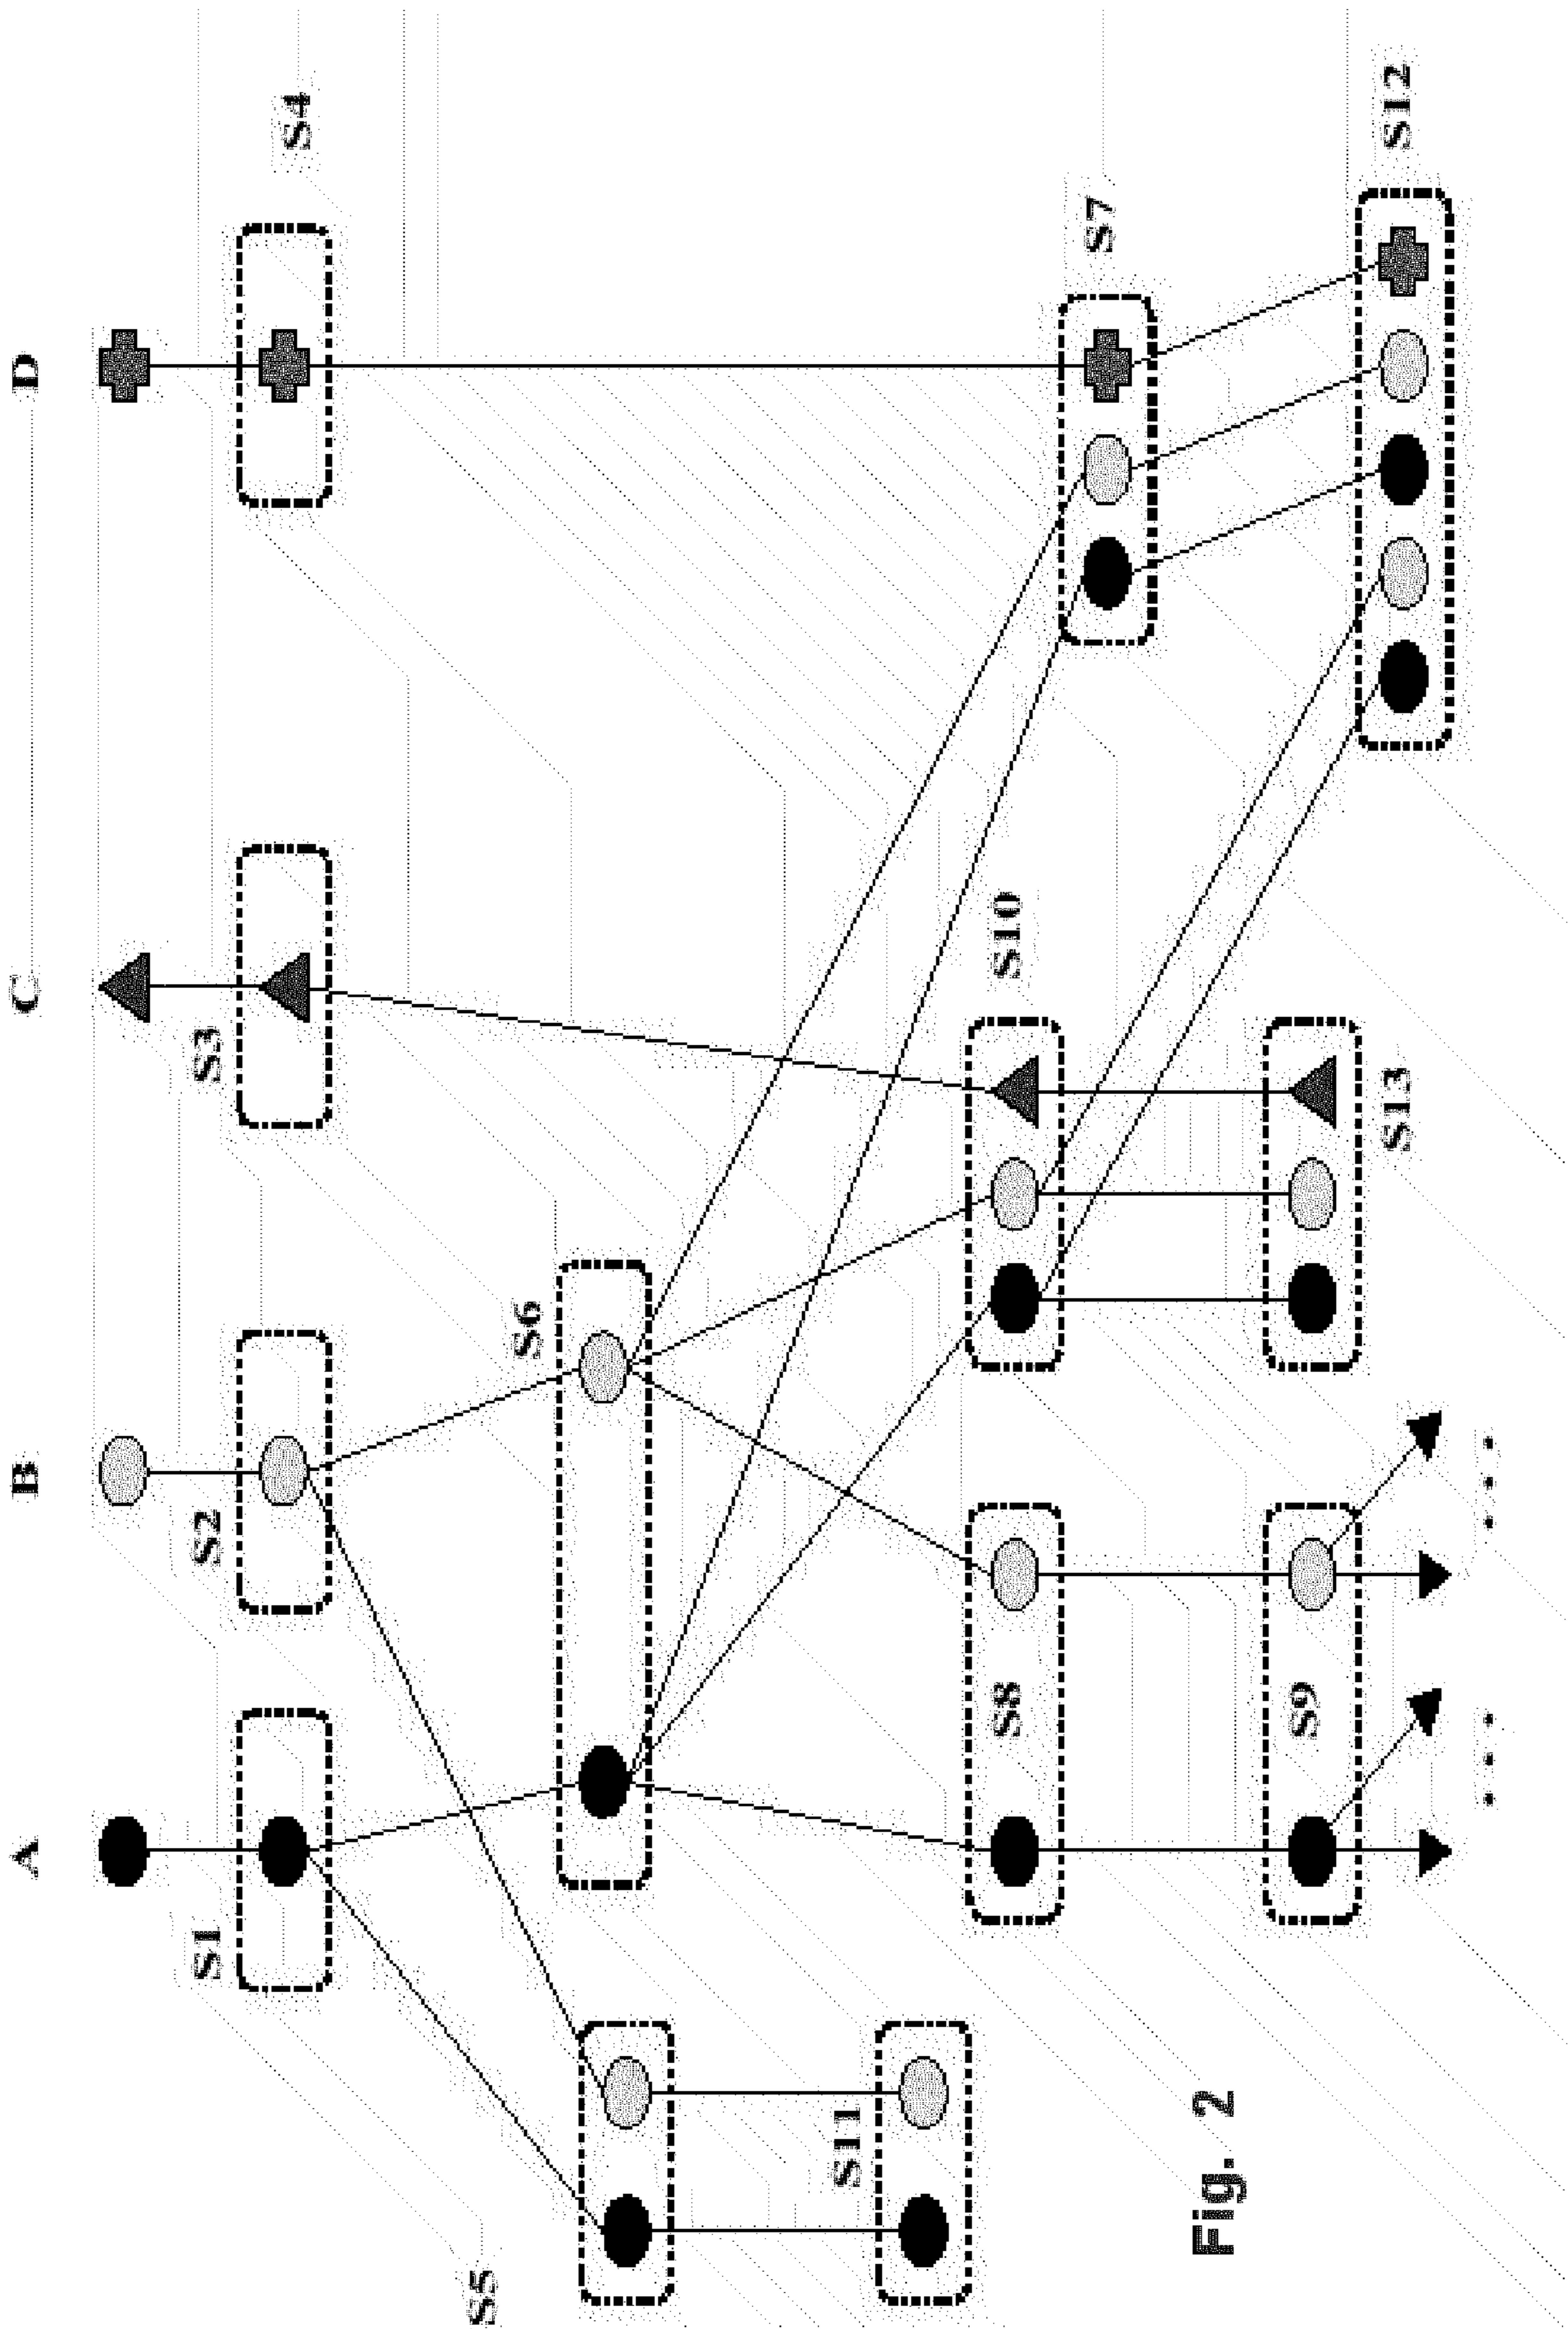 A
B
C
D
S1
S2
S3
S4
S5
S6
S7
S8
S10
S11
S9
S13
S12
. . .
. . .
Fig. 2